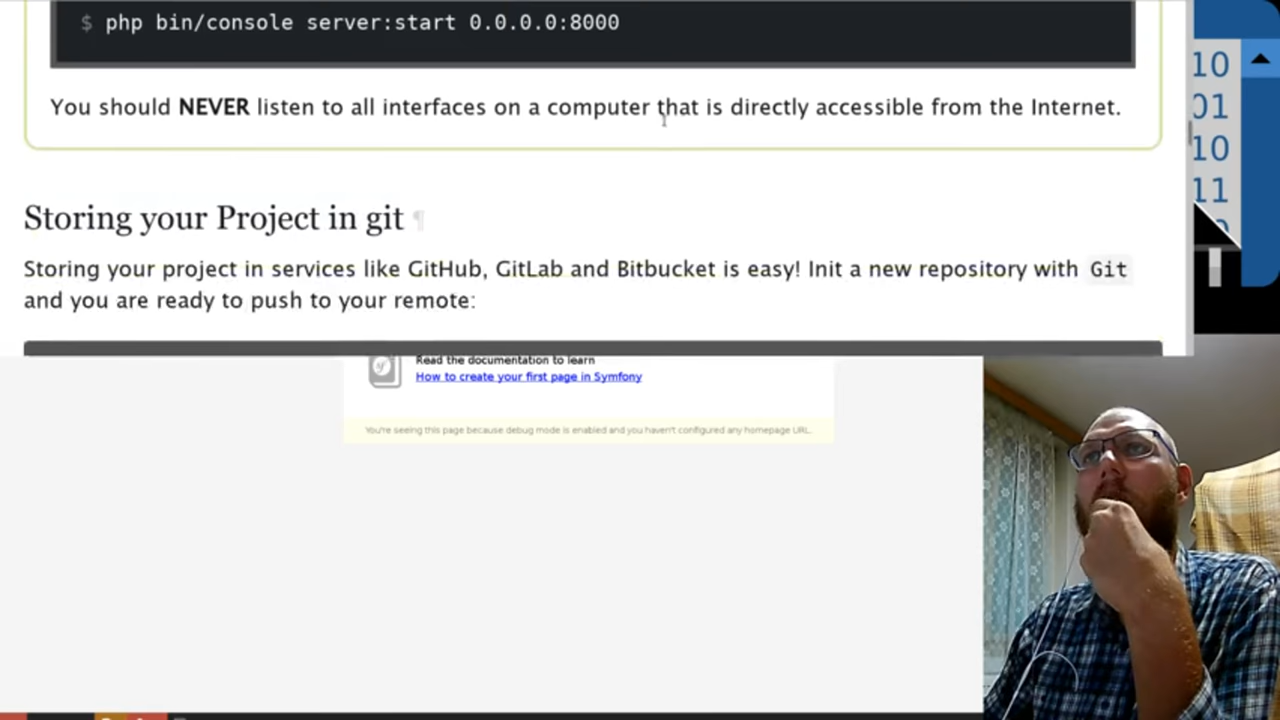 $ php bin/console server:start 0.0.0.0:8000
You should NEVER listen to all interfaces on a computer that is directly accessible from the Internet.
Storing your Project in git ¶
Storing your project in services like GitHub, GitLab and Bitbucket is easy! Init a new repository with Git
and you are ready to push to your remote:
Read the documentation to learn
How to create your first page in Symfony
You're seeing this page because debug mode is enabled and you haven't configured any homepage URL.
10
01
10
11